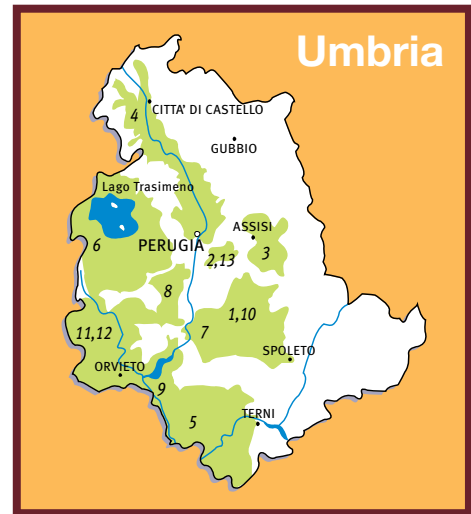 Umbria
CITTA' DI CASTELLO
4
GUBBIO
Lago Trasimeno
ASSISI
PERUGIA
6
2,13
3
8
1,10
7
11,12
SPOLETO
ORVIETO
9
5
TERNI